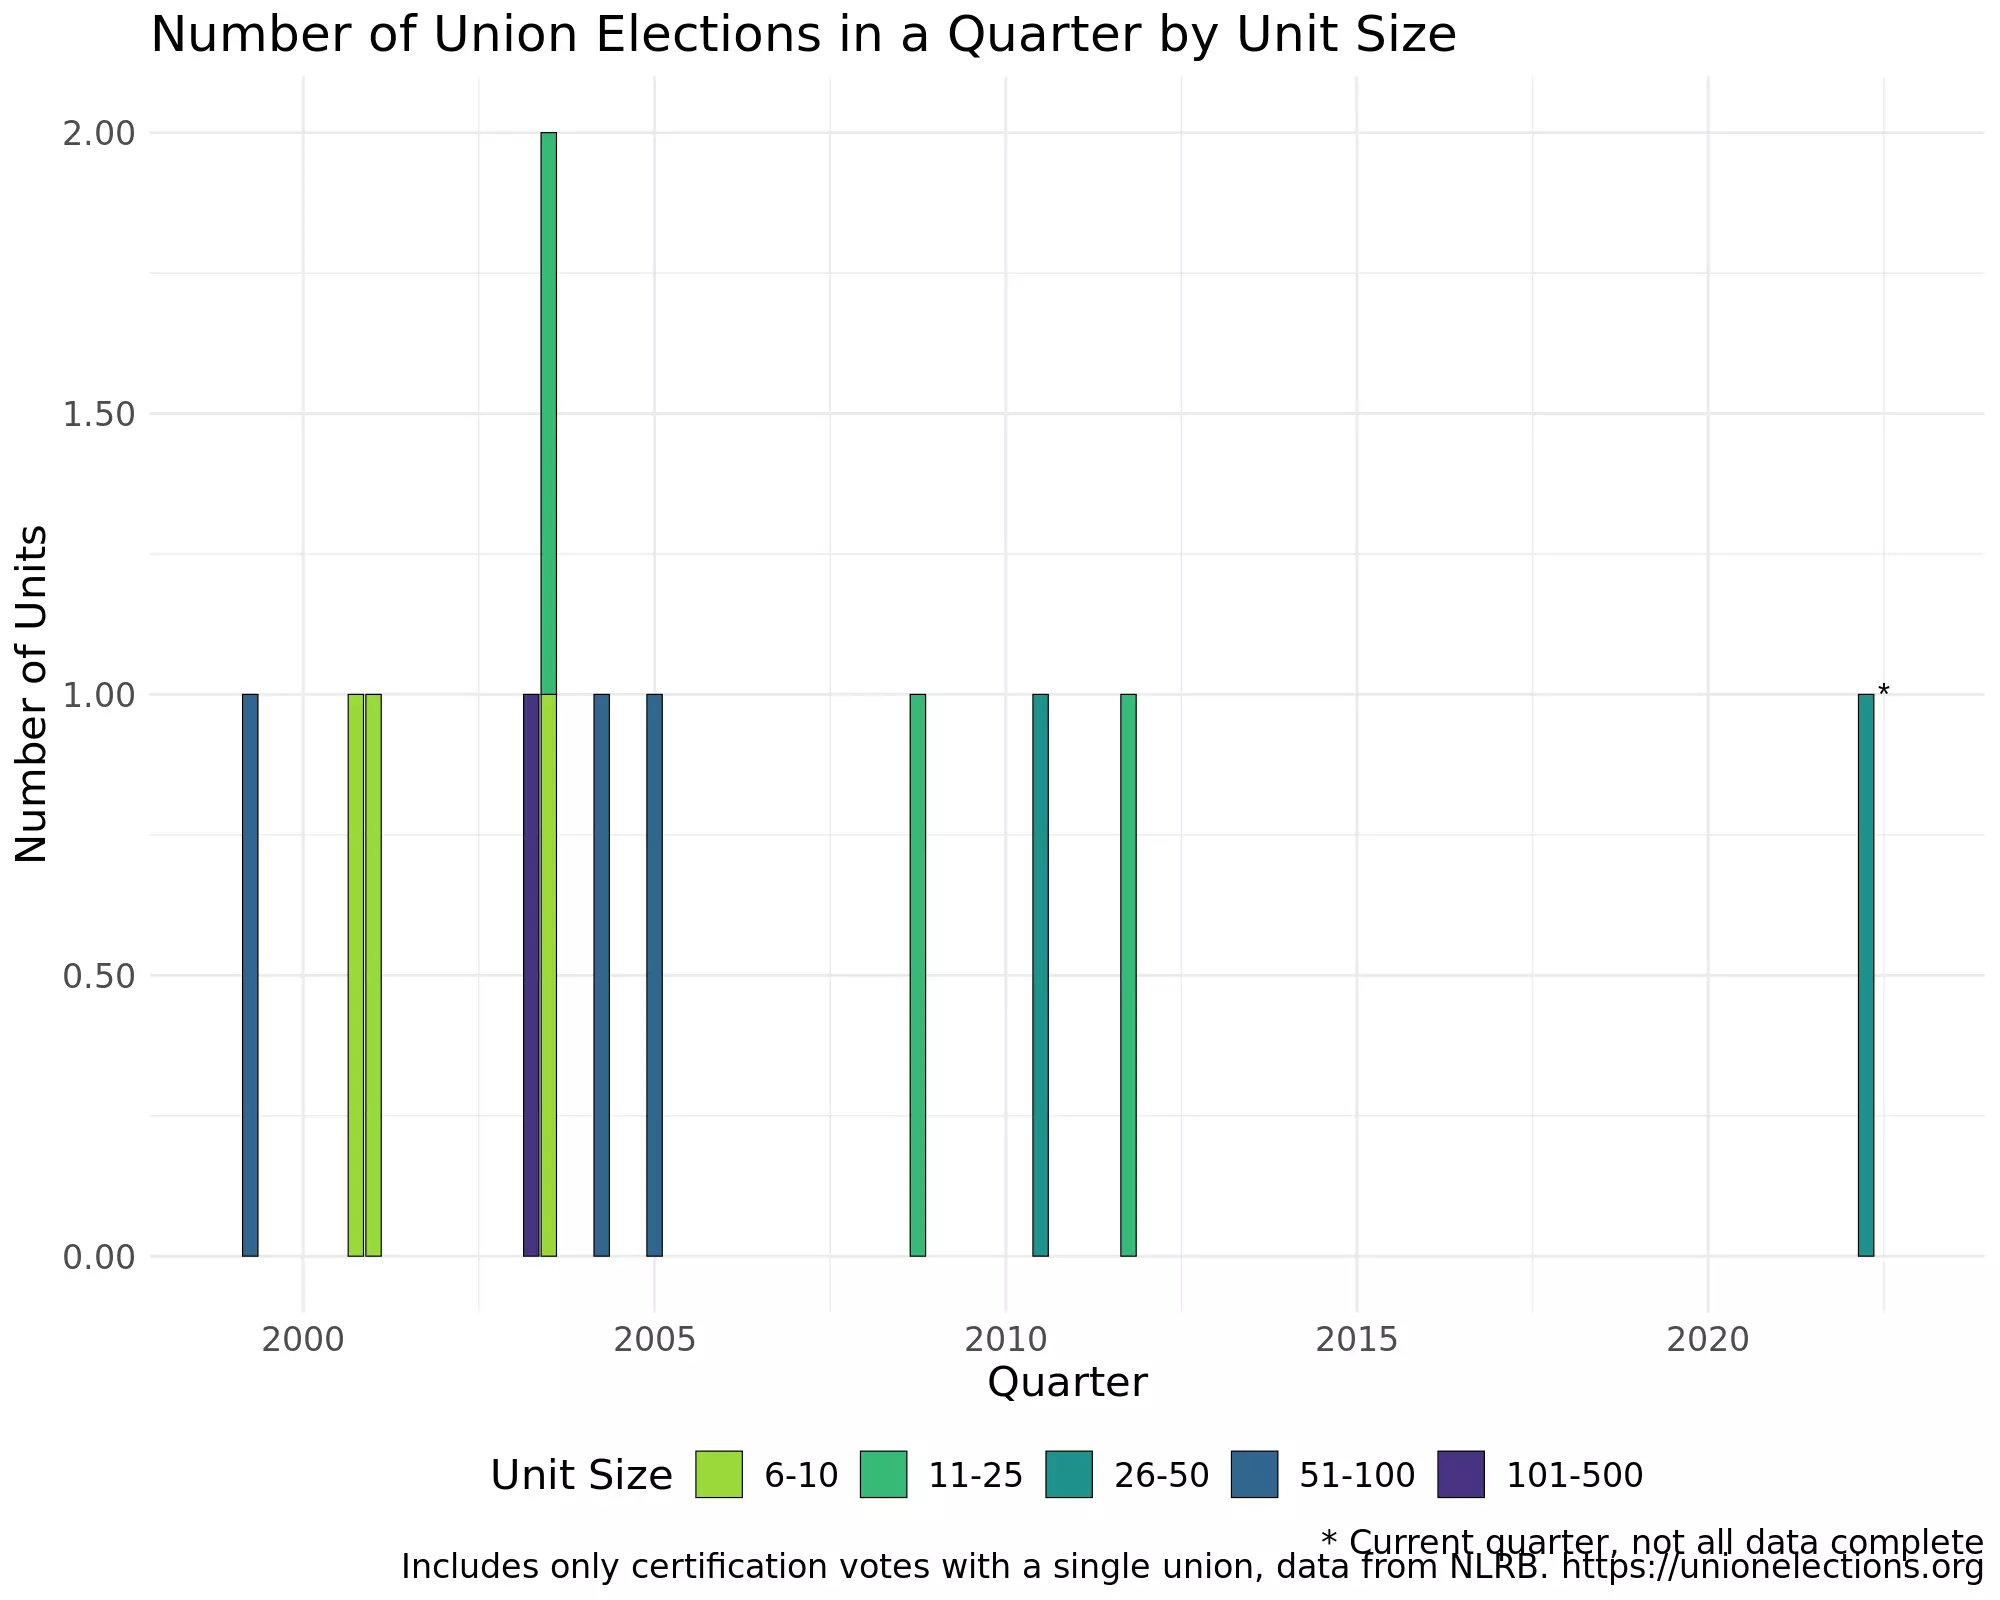 Number of Union Elections in a Quarter by Unit Size
Number of Units
2.00
1.50
1.00
0.50
0.00
*
2000 2005 2010 2015 2020
Quarter
Unit Size 6-10 11-25 26-50 51-100 101-500
* Current quarter, not all data complete
Includes only certification votes with a single union, data from NLRB. https://unionelections.org